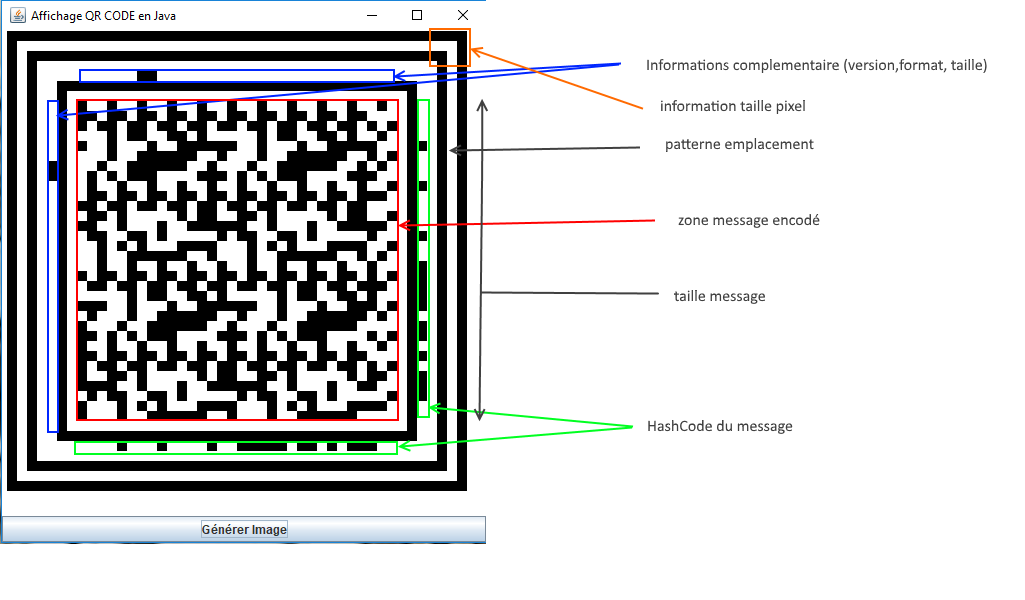 Affichage QR CODE en Java
Informations complementaire (version,format, taille)
information taille pixel
patterne emplacement
zone message encodé
taille message
HashCode du message
Générer Image